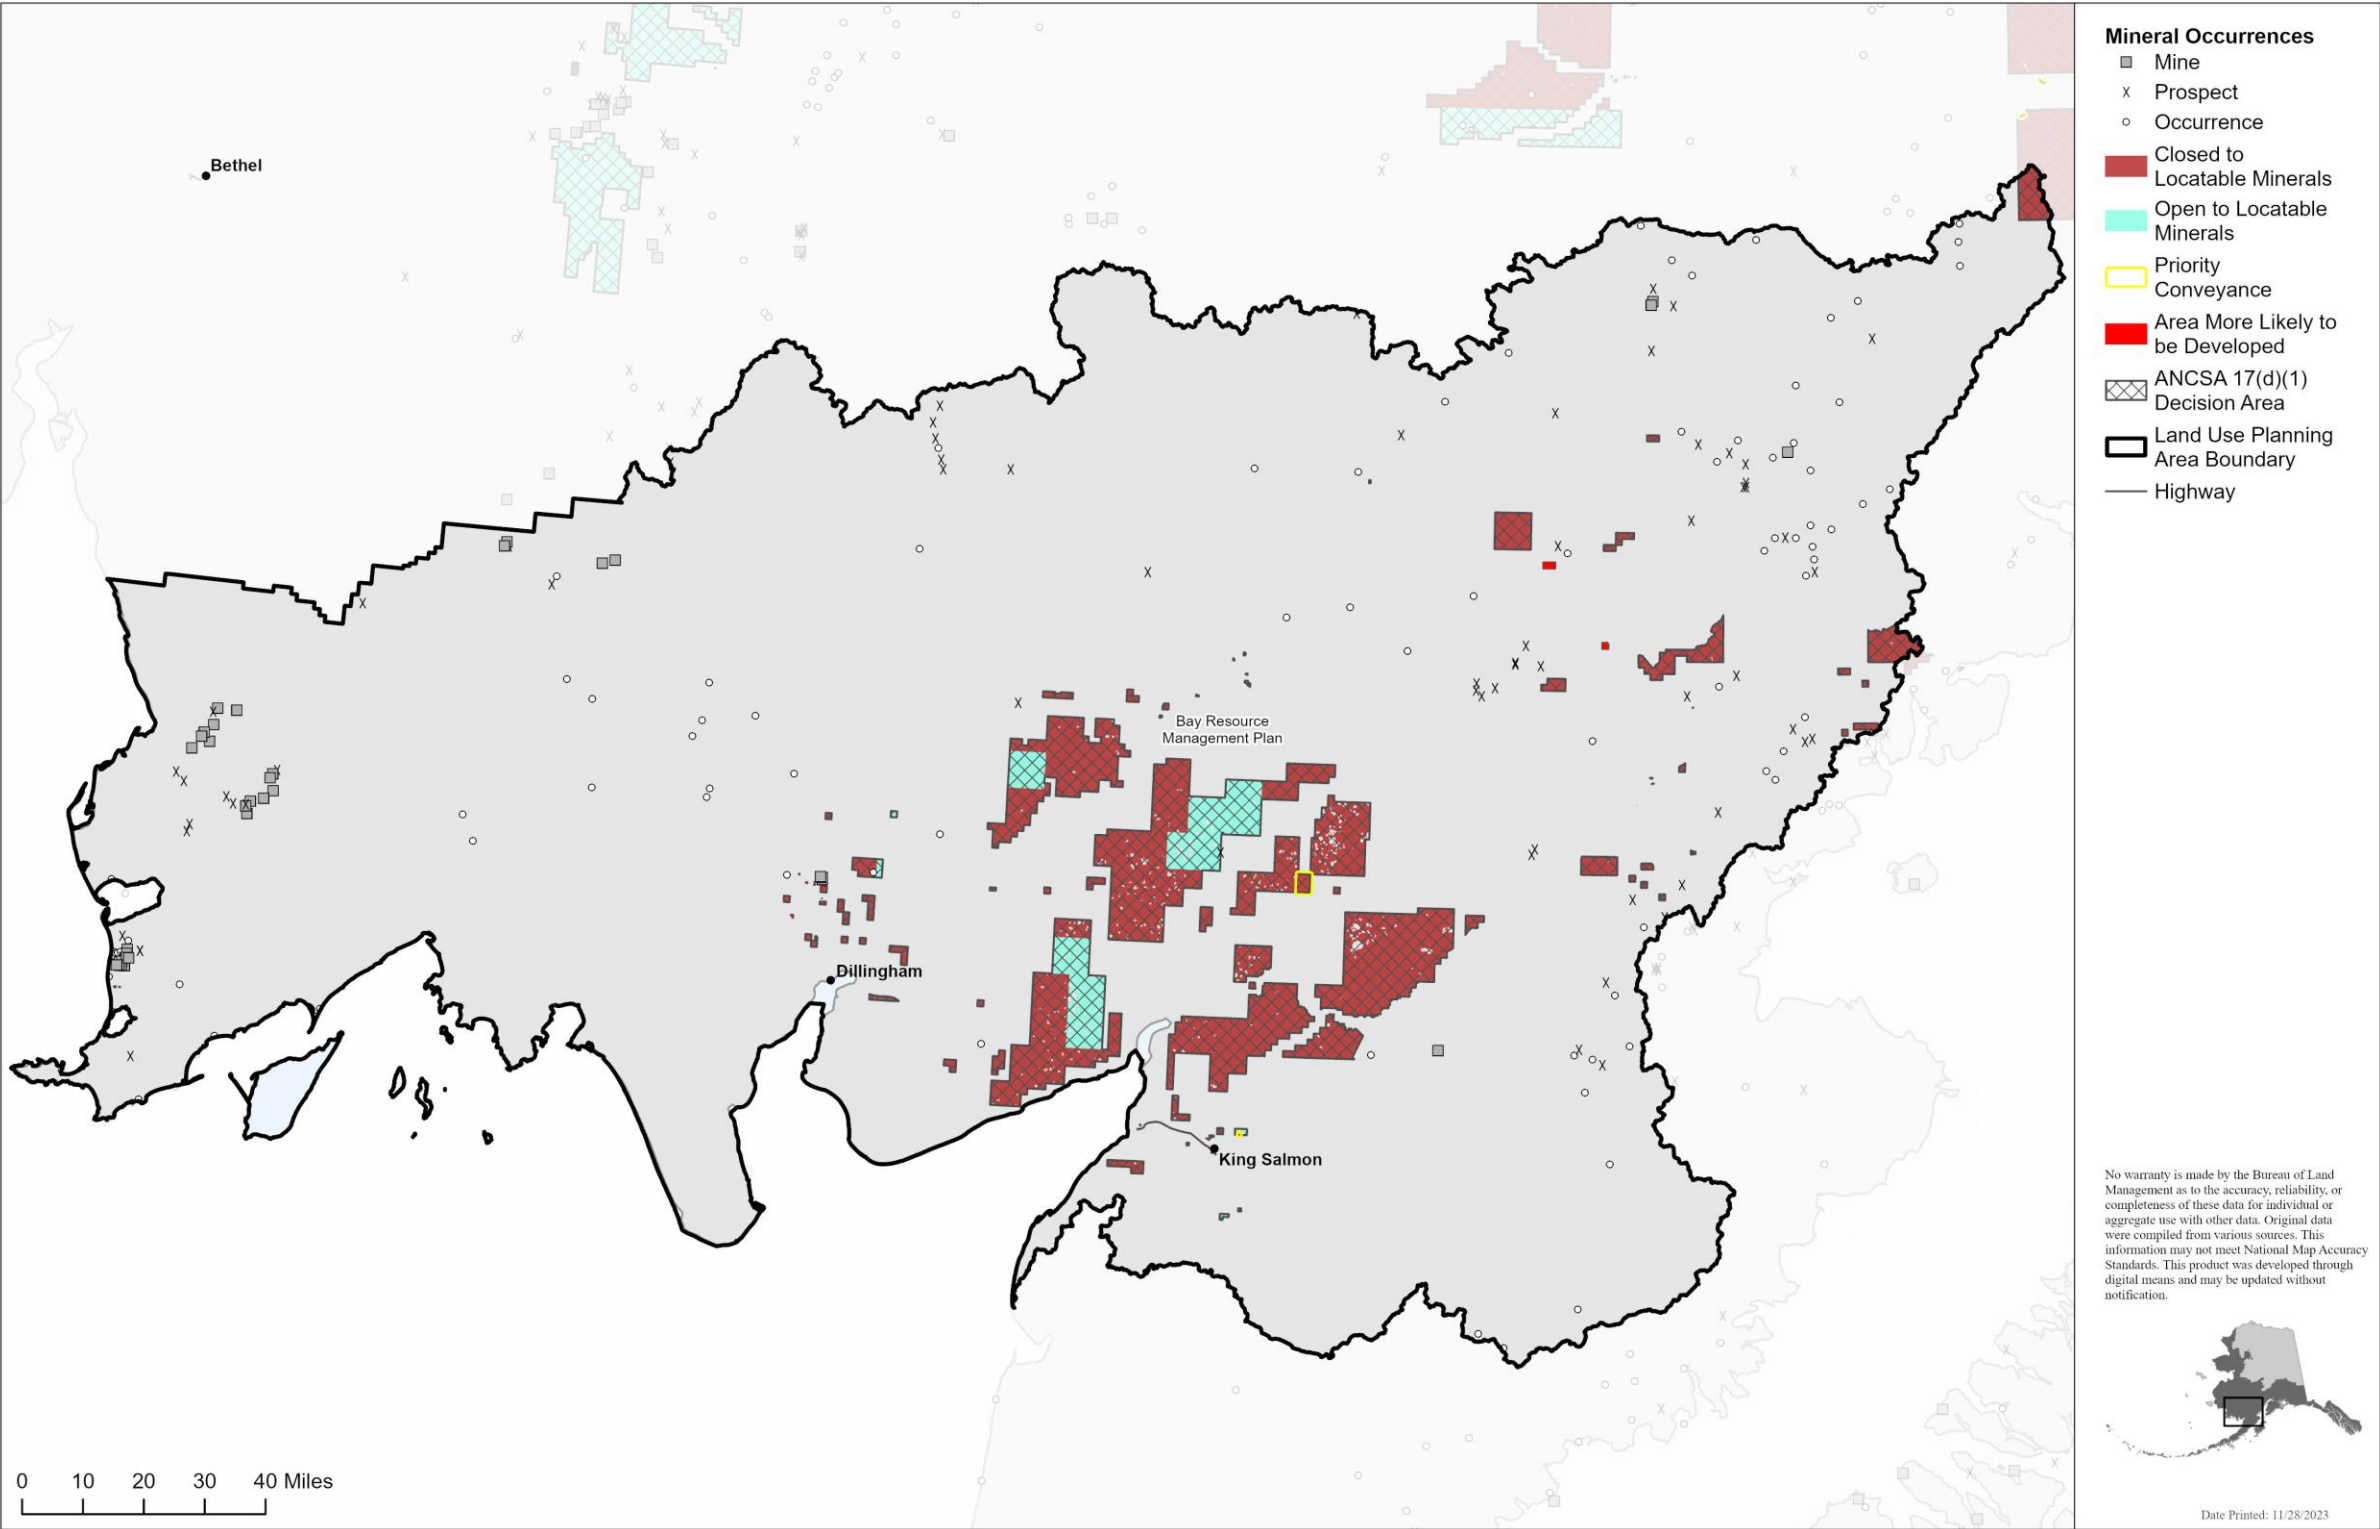 Bethel
Bay Resource
Management Plan
Dillingham
King Salmon
0 10 20 30 40 Miles
Mineral Occurrences
Mine
Prospect
Occurrence
Closed to
Locatable Minerals
Open to Locatable
Minerals
Priority
Conveyance
Area More Likely to
be Developed
ANCSA 17(d)(1)
Decision Area
Land Use Planning
Area Boundary
Highway
No warranty is made by the Bureau of Land
Management as to the accuracy, reliability, or
completeness of these data for individual or
aggregate use with other data. Original data
were compiled from various sources. This
information may not meet National Map Accuracy
Standards. This product was developed through
digital means and may be updated without
notification.
Date Printed: 11/28/2023